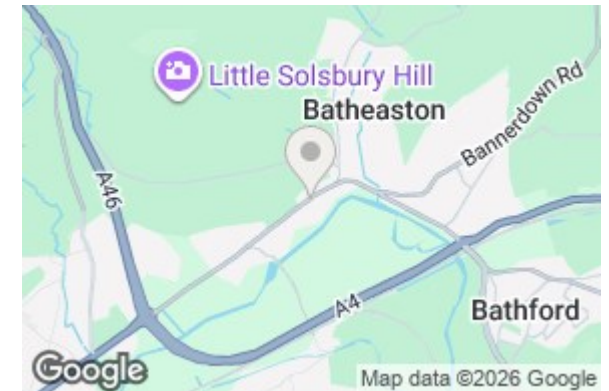 Little Solsbury Hill
Batheaston
Bannerdown Rd
A46
A4
Bathford
Google
Map data ©2026 Google